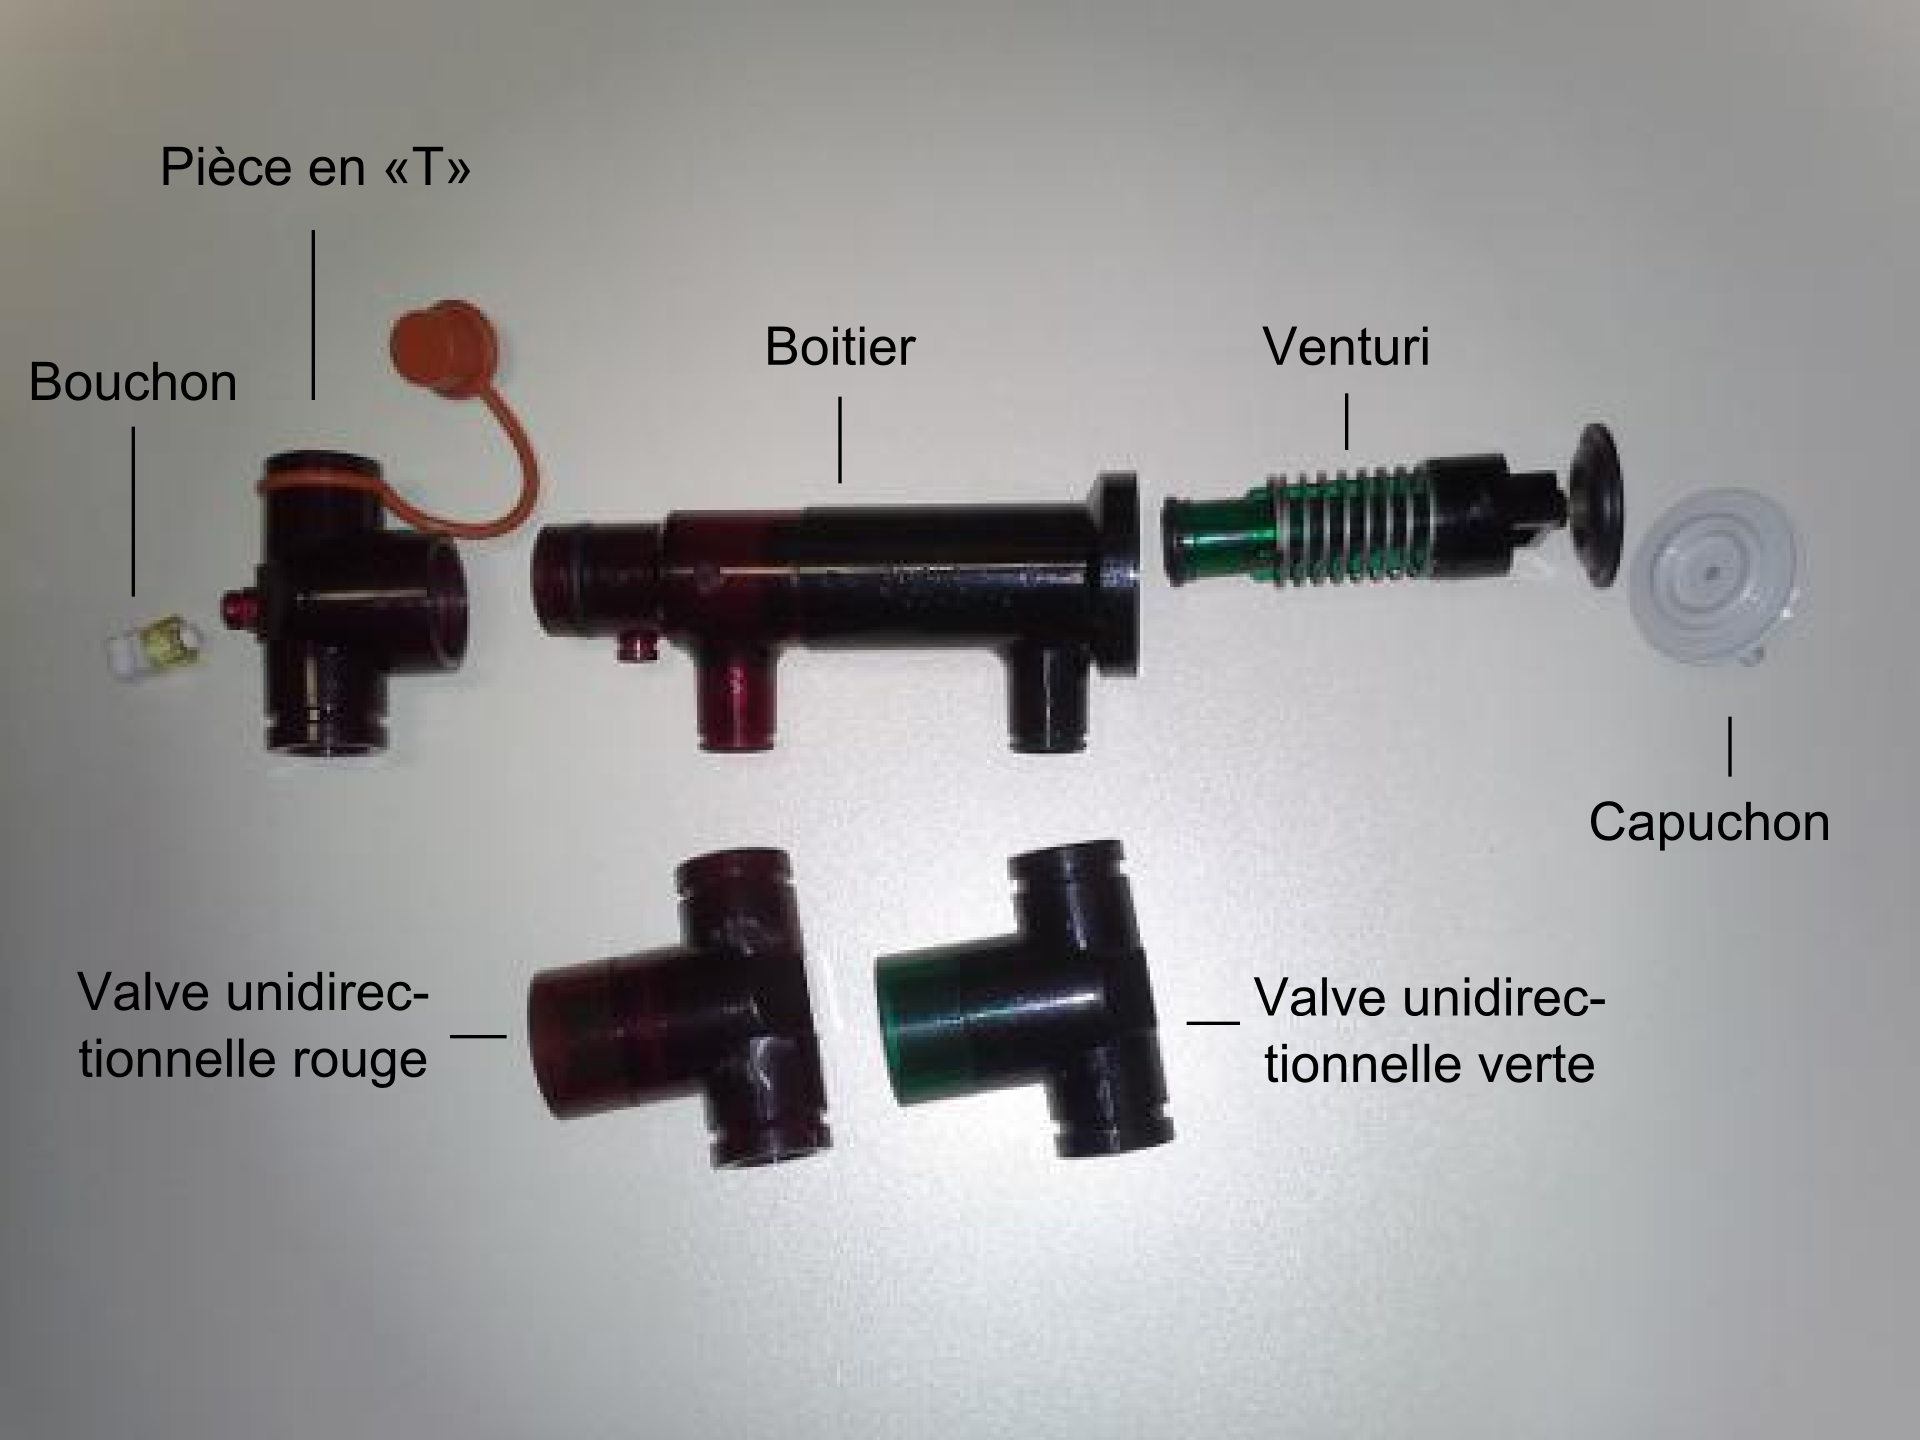 Pièce en «T»
Bouchon
Boitier
Venturi
Capuchon
Valve unidirec-
tionnelle rouge
Valve unidirec-
tionnelle verte